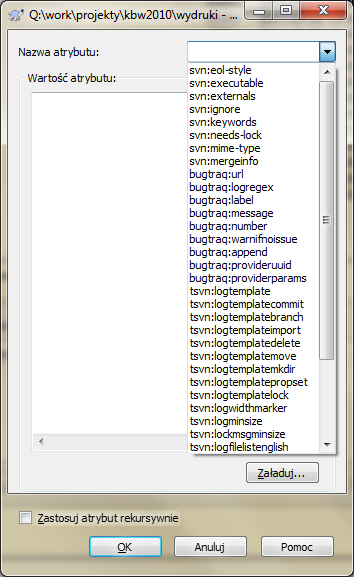 Q:\work\projekty\kbw2010\wydruki - ...
Nazwa atrybutu:
Wartość atrybutu:
svn:eol-style
svn:executable
svn:externals
svn:ignore
svn:keywords
svn:needs-lock
svn:mime-type
svn:mergeinfo
bugtraq:url
bugtraq:logregex
bugtraq:label
bugtraq:message
bugtraq:number
bugtraq:warnifnoissue
bugtraq:append
bugtraq:provideruuid
bugtraq:providerparams
tsvn:logtemplate
tsvn:logtemplatecommit
tsvn:logtemplatebranch
tsvn:logtemplateimport
tsvn:logtemplatedelete
tsvn:logtemplatemove
tsvn:logtemplatemkdir
tsvn:logtemplatepropset
tsvn:logtemplatelock
tsvn:logwidthmarker
tsvn:logminsize
tsvn:lockmsgminsize
tsvn:logfilelistenglish
Załaduj...
Zastosuj atrybut rekursywnie
OK
Anuluj
Pomoc